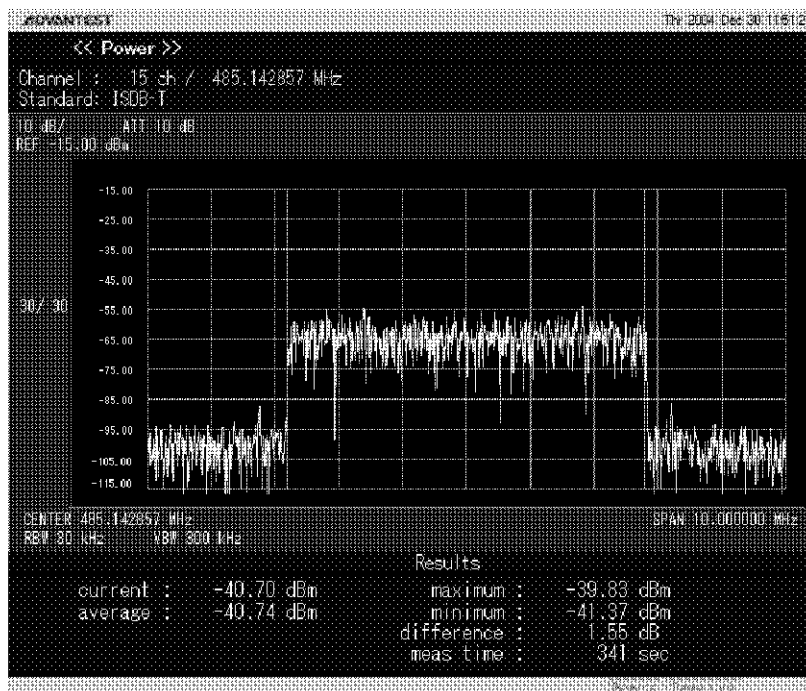 ADVANTEST Thr 2004 Dec 30 11:51:2
<< Power >>
Channel : 15 ch / 485.142857 MHz
Standard: ISDB-T
10 dB/ ATT 10 dB
REF -15.00 dBm
-15.00
-25.00
-35.00
-45.00
30/ 30
-55.00
-65.00
-75.00
-85.00
-95.00
-105.00
-115.00
CENTER 485.142857 MHz SPAN 10.000000 MHz
RBW 30 kHz VBW 300 kHz
Results
current : -40.70 dBm maximum : -39.83 dBm
average : -40.74 dBm minimum : -41.37 dBm
difference : 1.55 dB
meas time : 341 sec